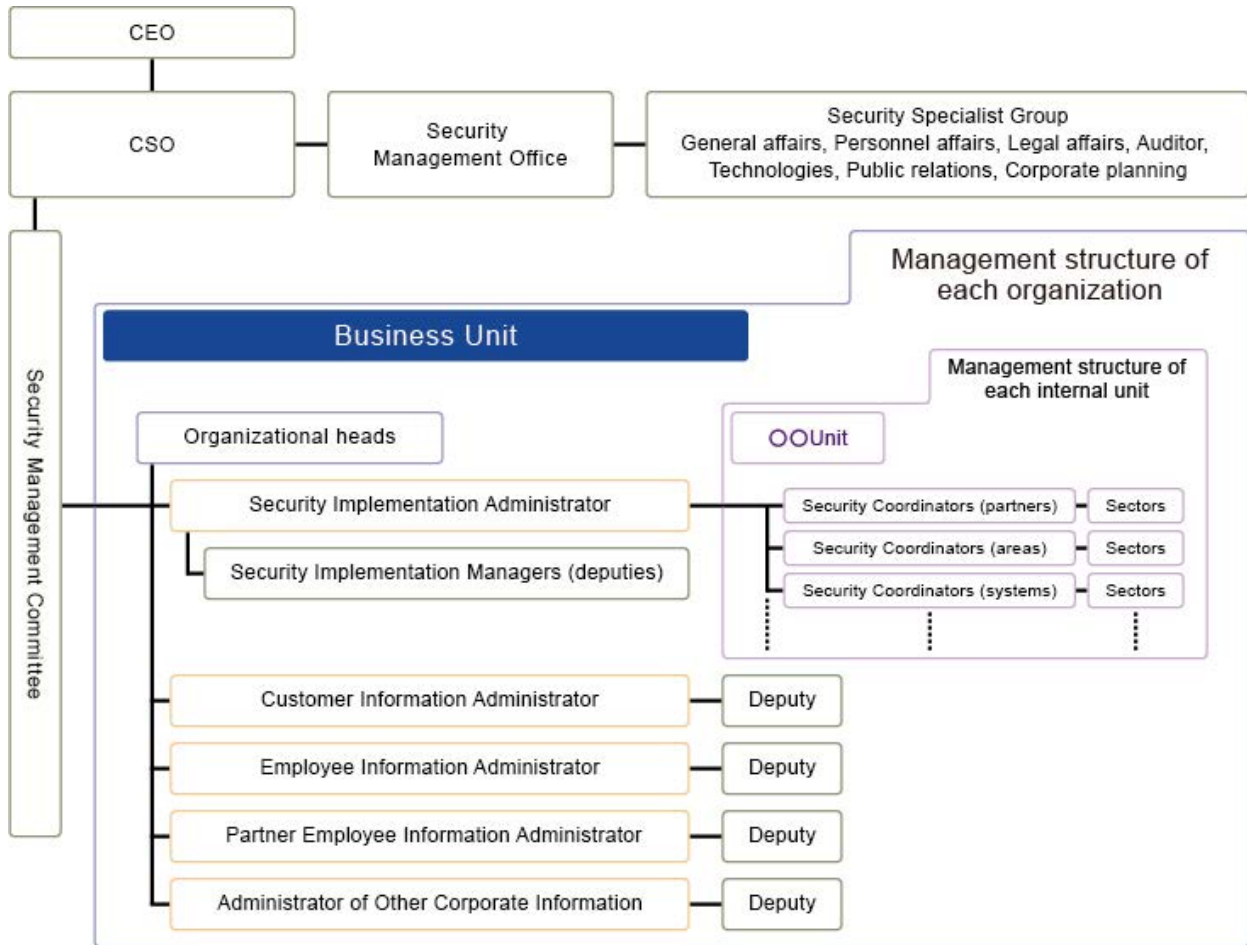 CEO
CSO
Security
Management Office
Security Specialist Group
General affairs, Personnel affairs, Legal affairs, Auditor,
Technologies, Public relations, Corporate planning
Security Management Committee
Management structure of
each organization
Business Unit
Management structure of
each internal unit
Organizational heads
〇〇Unit
Security Implementation Administrator
Security Coordinators (partners)
Sectors
Security Coordinators (areas)
Sectors
Security Implementation Managers (deputies)
Security Coordinators (systems)
Sectors
Customer Information Administrator
Deputy
Employee Information Administrator
Deputy
Partner Employee Information Administrator
Deputy
Administrator of Other Corporate Information
Deputy